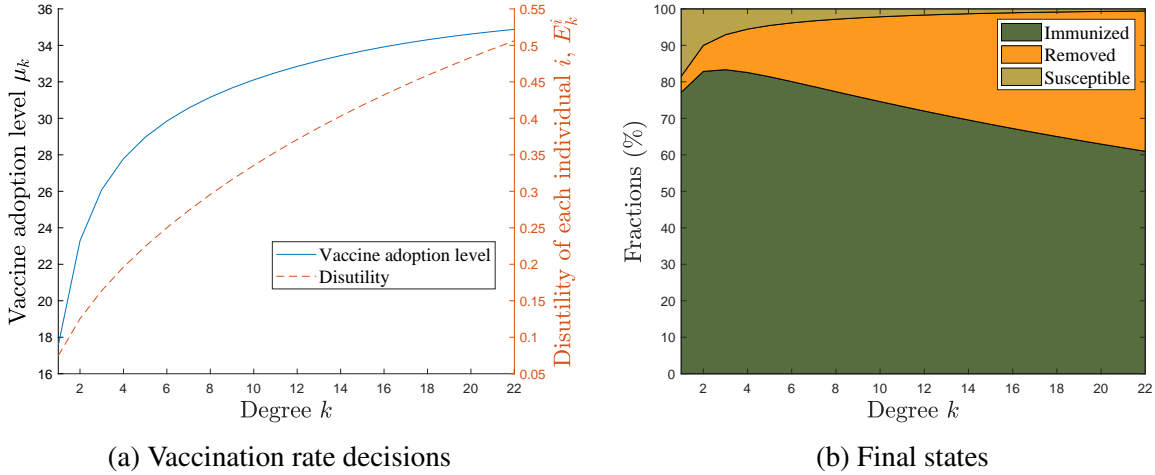 Vaccine adoption level μ_k
36
34
32
30
28
26
24
22
20
18
16
0.55
0.5
0.45
0.4
0.35
0.3
0.25
0.2
0.15
0.1
0.05
Disutility of each individual i, E_k^i
Vaccine adoption level
Disutility
2 4 6 8 10 12 14 16 18 20 22
Degree k
(a) Vaccination rate decisions
Fractions (%)
100
90
80
70
60
50
40
30
20
10
0
Immunized
Removed
Susceptible
2 4 6 8 10 12 14 16 18 20 22
Degree k
(b) Final states